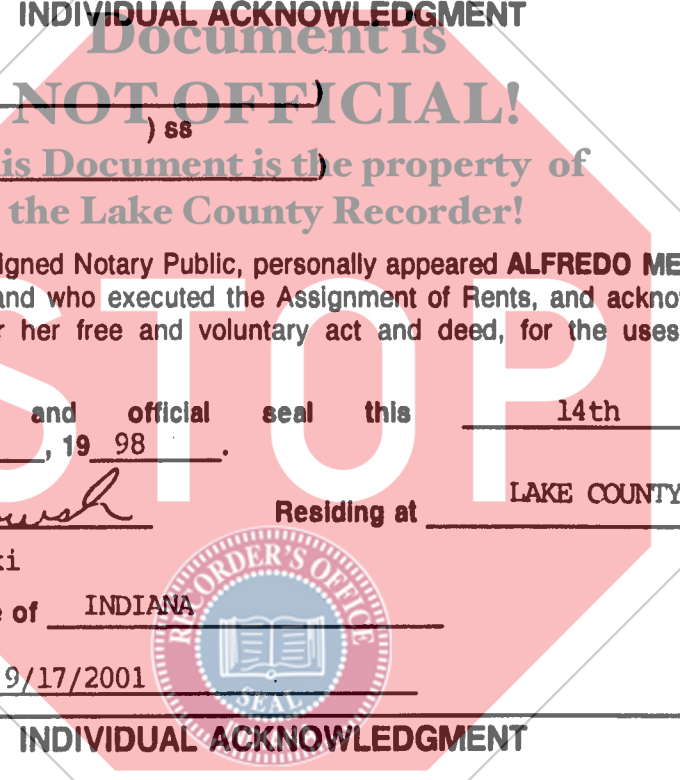 INDIVIDUAL ACKNOWLEDGMENT
Document is
NOT OFFICIAL!
)
) ss
is Document is the property of
)
the Lake County Recorder!
igned Notary Public, personally appeared ALFREDO ME
and who executed the Assignment of Rents, and ackno
r her free and voluntary act and deed, for the uses
STOP
and official seal this 14th
, 19 98 .
Residing at LAKE COUNTY
ki
e of INDIANA
RECORDER'S OFFICE
SEAL
9/17/2001
INDIVIDUAL ACKNOWLEDGMENT